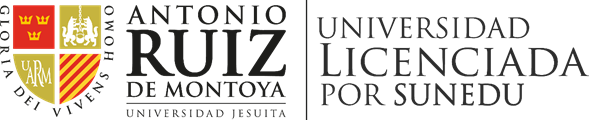 GLORIA DEI VIVENS HOMO
UARM
ANTONIO
RUIZ
DE MONTOYA
UNIVERSIDAD JESUITA
UNIVERSIDAD
LICENCIADA
POR SUNEDU